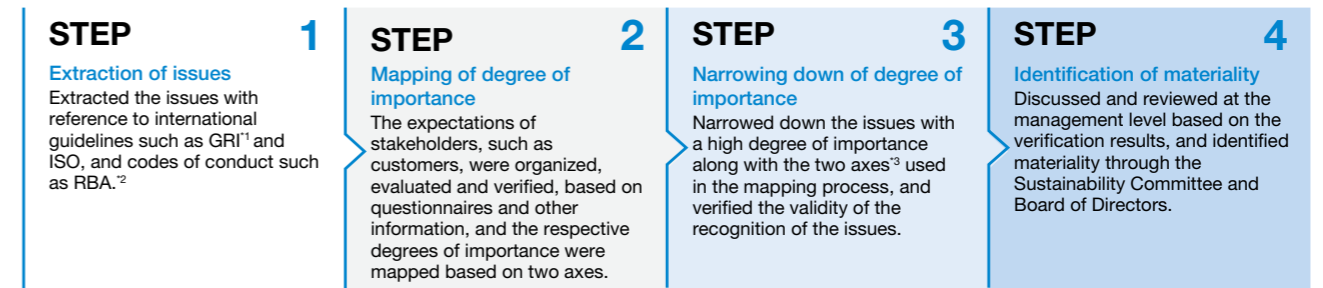 STEP 1
Extraction of issues
Extracted the issues with
reference to international
guidelines such as GRI*1 and
ISO, and codes of conduct such
as RBA.*2
STEP 2
Mapping of degree of
importance
The expectations of
stakeholders, such as
customers, were organized,
evaluated and verified, based on
questionnaires and other
information, and the respective
degrees of importance were
mapped based on two axes.
STEP 3
Narrowing down of degree of
importance
Narrowed down the issues with
a high degree of importance
along with the two axes*3 used
in the mapping process, and
verified the validity of the
recognition of the issues.
STEP 4
Identification of materiality
Discussed and reviewed at the
management level based on the
verification results, and identified
materiality through the
Sustainability Committee and
Board of Directors.